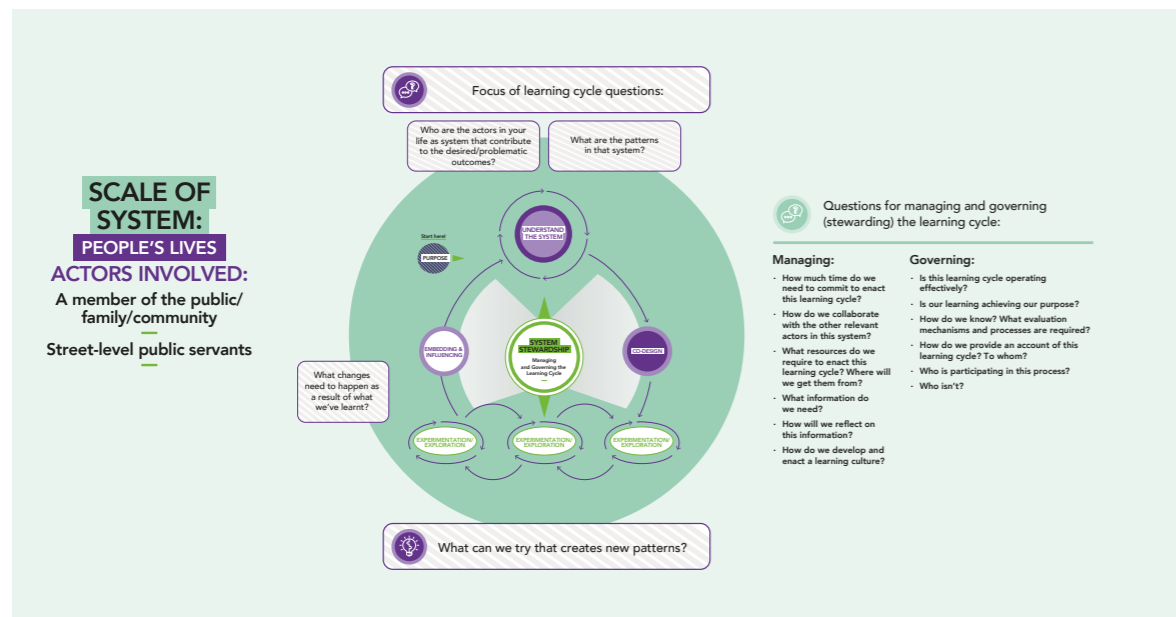 SCALE OF
SYSTEM:
PEOPLE'S LIVES
ACTORS INVOLVED:
A member of the public/
family/community
Street-level public servants
Focus of learning cycle questions:
Who are the actors in your
life as system that contribute
to the desired/problematic
outcomes?
What are the patterns
in that system?
Start here!
PURPOSE
UNDERSTAND
THE SYSTEM
EMBEDDING &
INFLUENCING
SYSTEM
STEWARDSHIP
Managing
and Governing the
Learning Cycle
CO-DESIGN
What changes
need to happen as
a result of what
we've learnt?
EXPERIMENTATION/
EXPLORATION
EXPERIMENTATION/
EXPLORATION
EXPERIMENTATION/
EXPLORATION
What can we try that creates new patterns?
Questions for managing and governing
(stewarding) the learning cycle:
Managing:
· How much time do we
need to commit to enact
this learning cycle?
· How do we collaborate
with the other relevant
actors in this system?
· What resources do we
require to enact this
learning cycle? Where will
we get them from?
· What information do
we need?
· How will we reflect on
this information?
· How do we develop and
enact a learning culture?
Governing:
· Is this learning cycle operating
effectively?
· Is our learning achieving our purpose?
· How do we know? What evaluation
mechanisms and processes are required?
· How do we provide an account of this
learning cycle? To whom?
· Who is participating in this process?
· Who isn't?